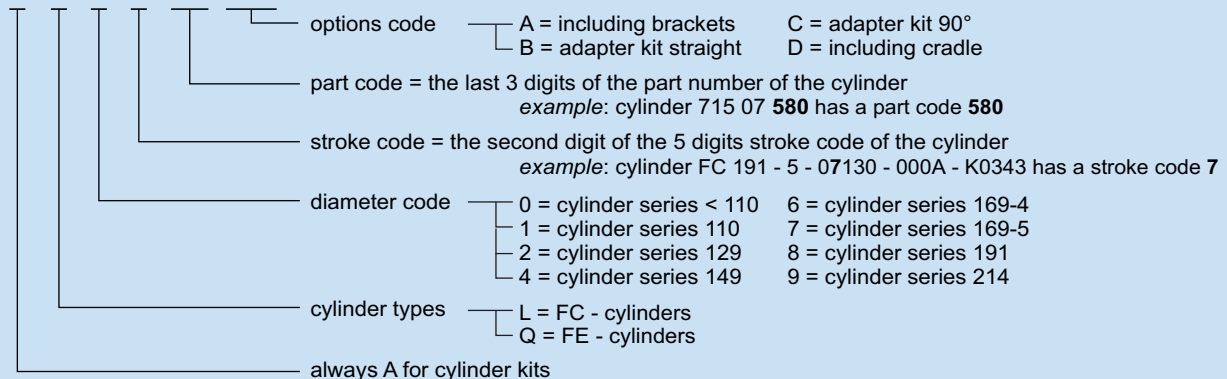 options code A = including brackets C = adapter kit 90°
B = adapter kit straight D = including cradle
part code = the last 3 digits of the part number of the cylinder
example: cylinder 715 07 580 has a part code 580
stroke code = the second digit of the 5 digits stroke code of the cylinder
example: cylinder FC 191 - 5 - 07130 - 000A - K0343 has a stroke code 7
diameter code 0 = cylinder series < 110 6 = cylinder series 169-4
1 = cylinder series 110 7 = cylinder series 169-5
2 = cylinder series 129 8 = cylinder series 191
4 = cylinder series 149 9 = cylinder series 214
cylinder types L = FC - cylinders
Q = FE - cylinders
always A for cylinder kits